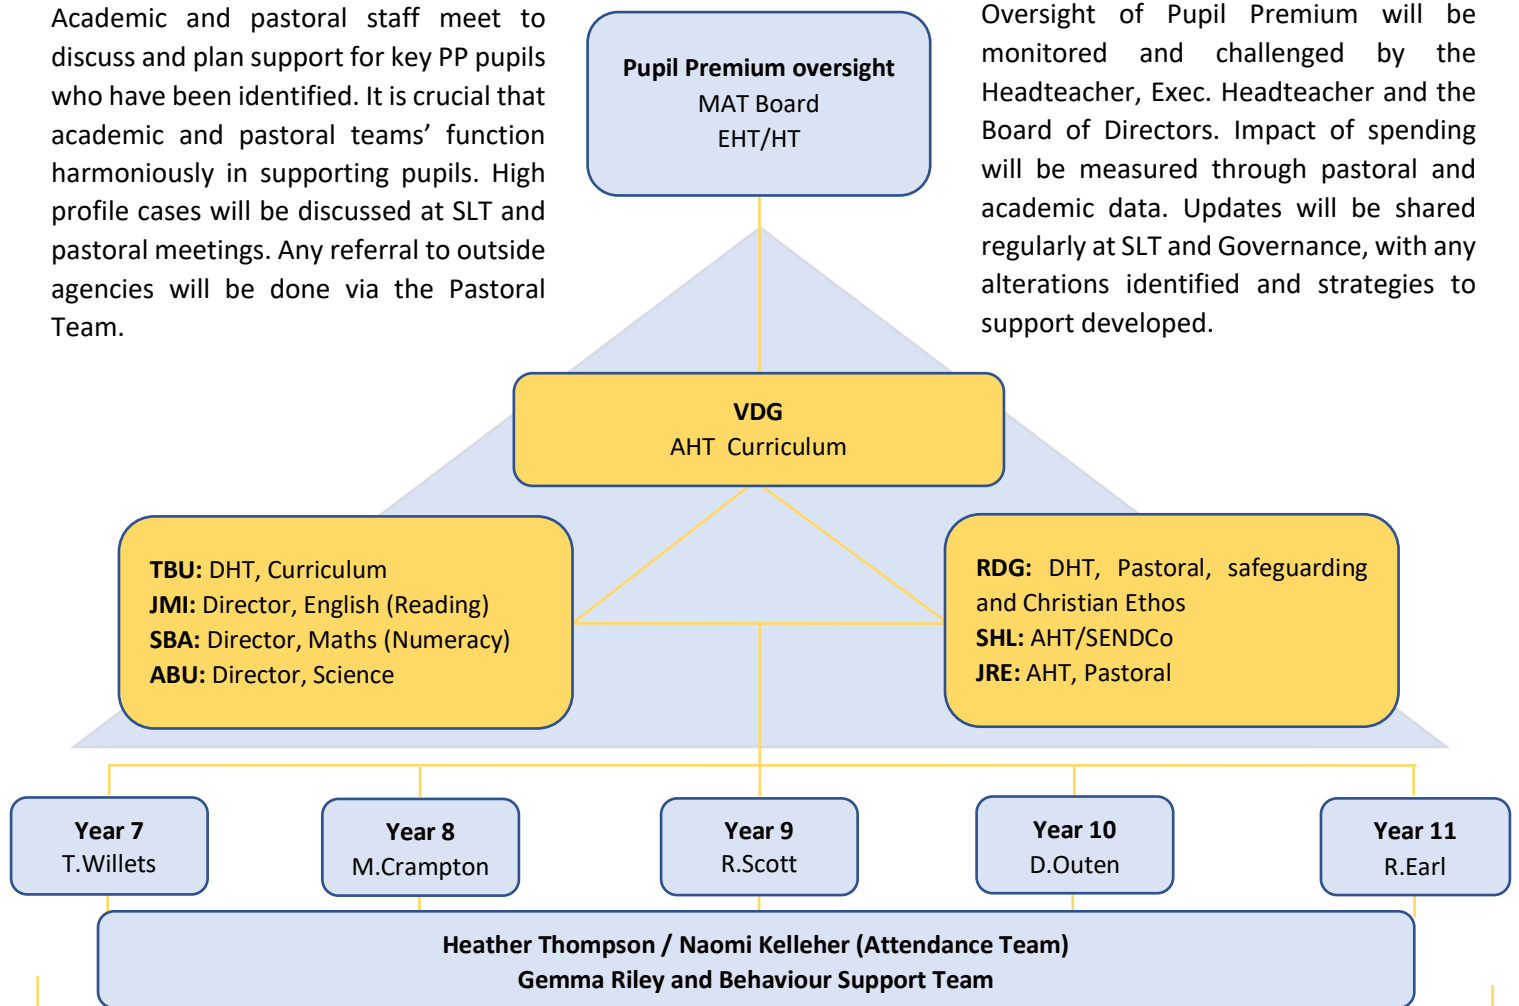 Academic and pastoral staff meet to
discuss and plan support for key PP pupils
who have been identified. It is crucial that
academic and pastoral teams’ function
harmoniously in supporting pupils. High
profile cases will be discussed at SLT and
pastoral meetings. Any referral to outside
agencies will be done via the Pastoral
Team.
Pupil Premium oversight
MAT Board
EHT/HT
Oversight of Pupil Premium will be
monitored and challenged by the
Headteacher, Exec. Headteacher and the
Board of Directors. Impact of spending
will be measured through pastoral and
academic data. Updates will be shared
regularly at SLT and Governance, with any
alterations identified and strategies to
support developed.
VDG
AHT Curriculum
TBU: DHT, Curriculum
JMI: Director, English (Reading)
SBA: Director, Maths (Numeracy)
ABU: Director, Science
RDG: DHT, Pastoral, safeguarding
and Christian Ethos
SHL: AHT/SENDCo
JRE: AHT, Pastoral
Year 7
T.Willets
Year 8
M.Crampton
Year 9
R.Scott
Year 10
D.Outen
Year 11
R.Earl
Heather Thompson / Naomi Kelleher (Attendance Team)
Gemma Riley and Behaviour Support Team